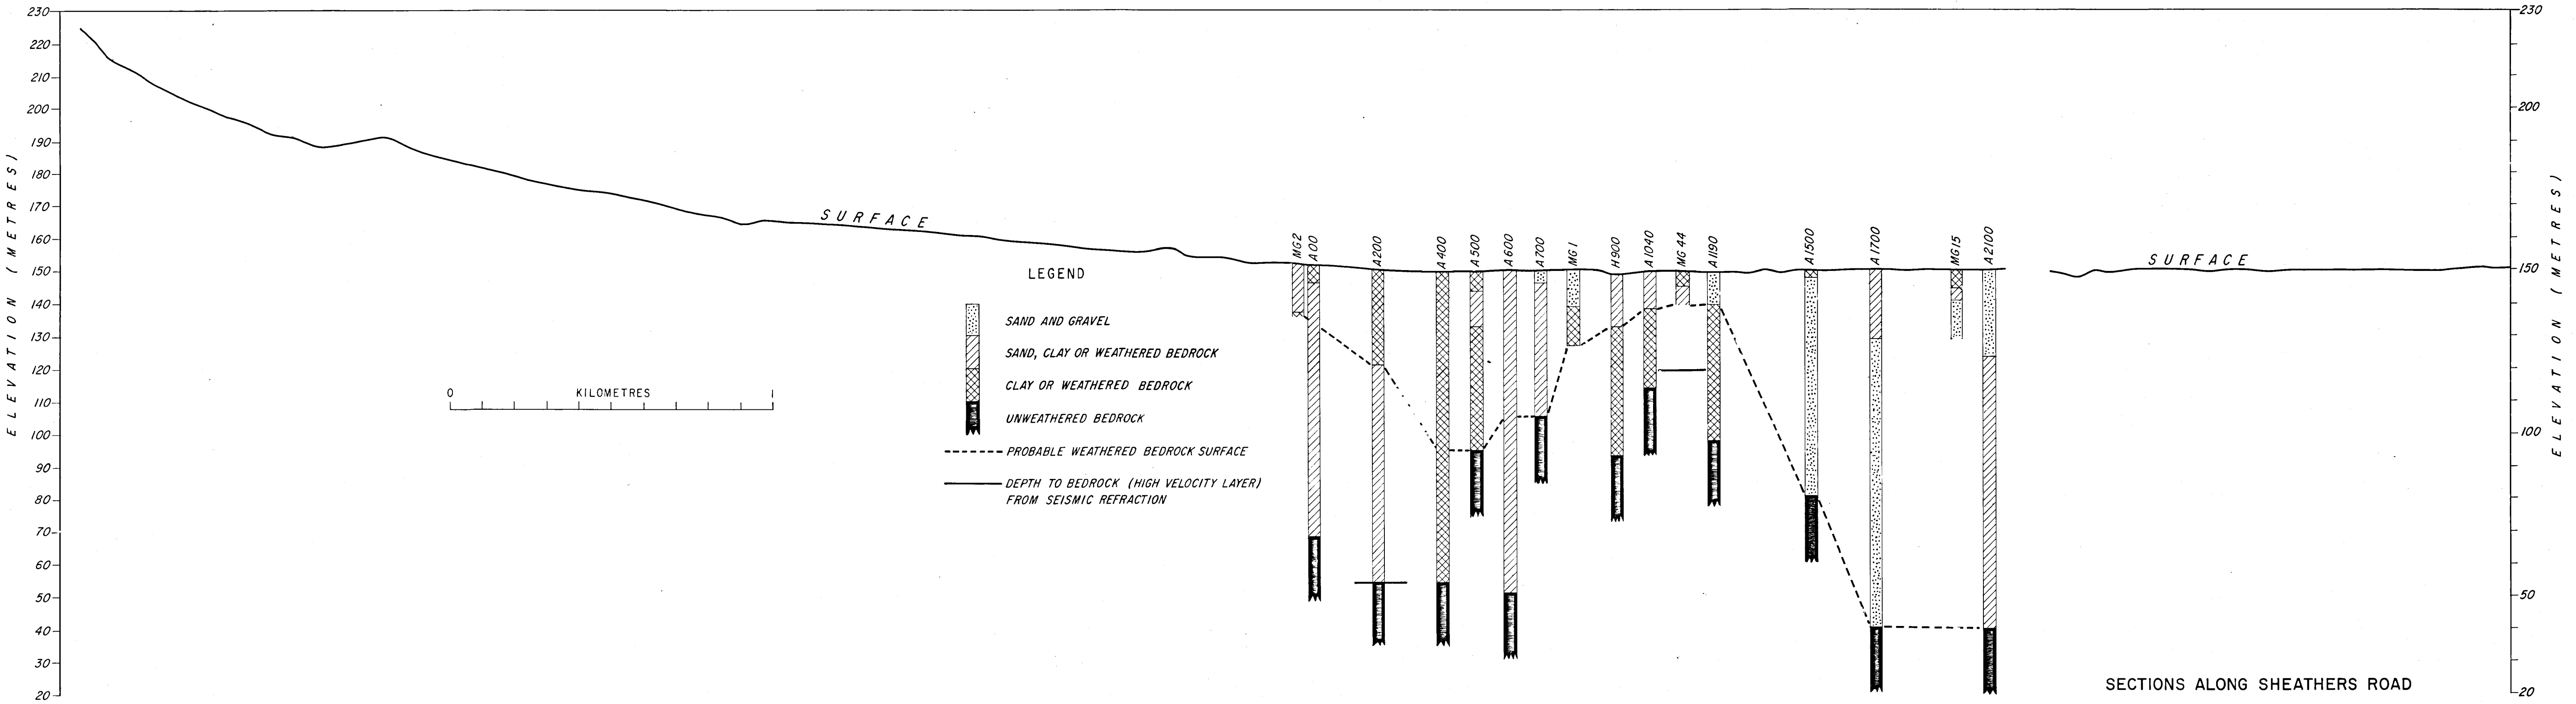 230
220
210
200
190
180
170
160
150
140
130
120
110
100
90
80
70
60
50
40
30
20
ELEVATION (METRES)
SURFACE
LEGEND
SAND AND GRAVEL
SAND, CLAY OR WEATHERED BEDROCK
CLAY OR WEATHERED BEDROCK
UNWEATHERED BEDROCK
PROBABLE WEATHERED BEDROCK SURFACE
DEPTH TO BEDROCK (HIGH VELOCITY LAYER)
FROM SEISMIC REFRACTION
0 KILOMETRES 1
MG2
A00
A200
A400
A500
A600
A700
MG1
H900
A1040
MG44
A1190
A1500
A1700
MG15
A2100
SURFACE
230
200
150
100
50
20
ELEVATION (METRES)
SECTIONS ALONG SHEATHERS ROAD